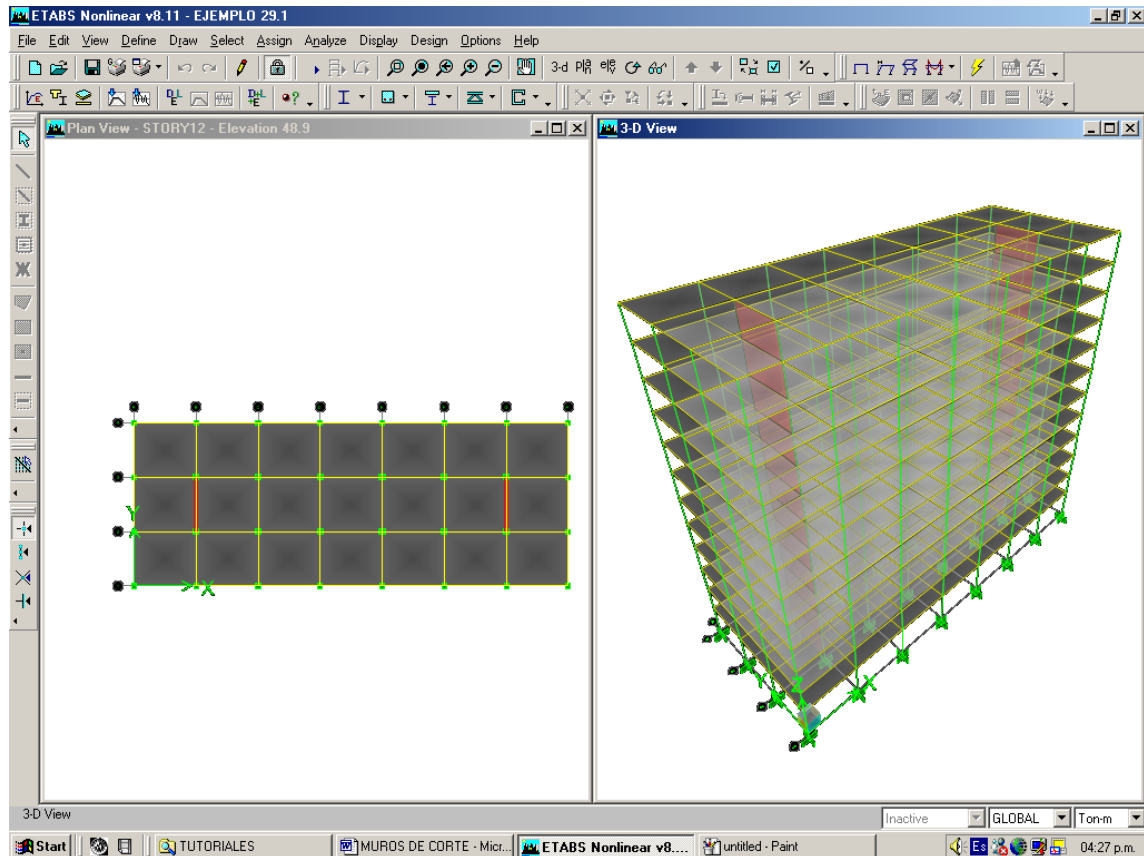 ETABS Nonlinear v8.11 - EJEMPLO 29.1
File Edit View Define Draw Select Assign Analyze Display Design Options Help
3-d
Plan View - STORY12 - Elevation 48.9
3-D View
Y
X
X
Y
Z
3-D View
Inactive
GLOBAL
Ton-m
Start
TUTORIALES
MUROS DE CORTE - Micr...
ETABS Nonlinear v8....
untitled - Paint
Es
04:27 p.m.